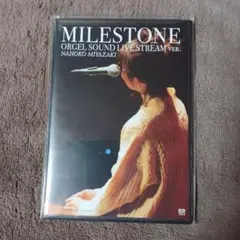 MILESTONE
ORGEL SOUND LIVE STREAM VER.
NAHOKO MIYAZAKI